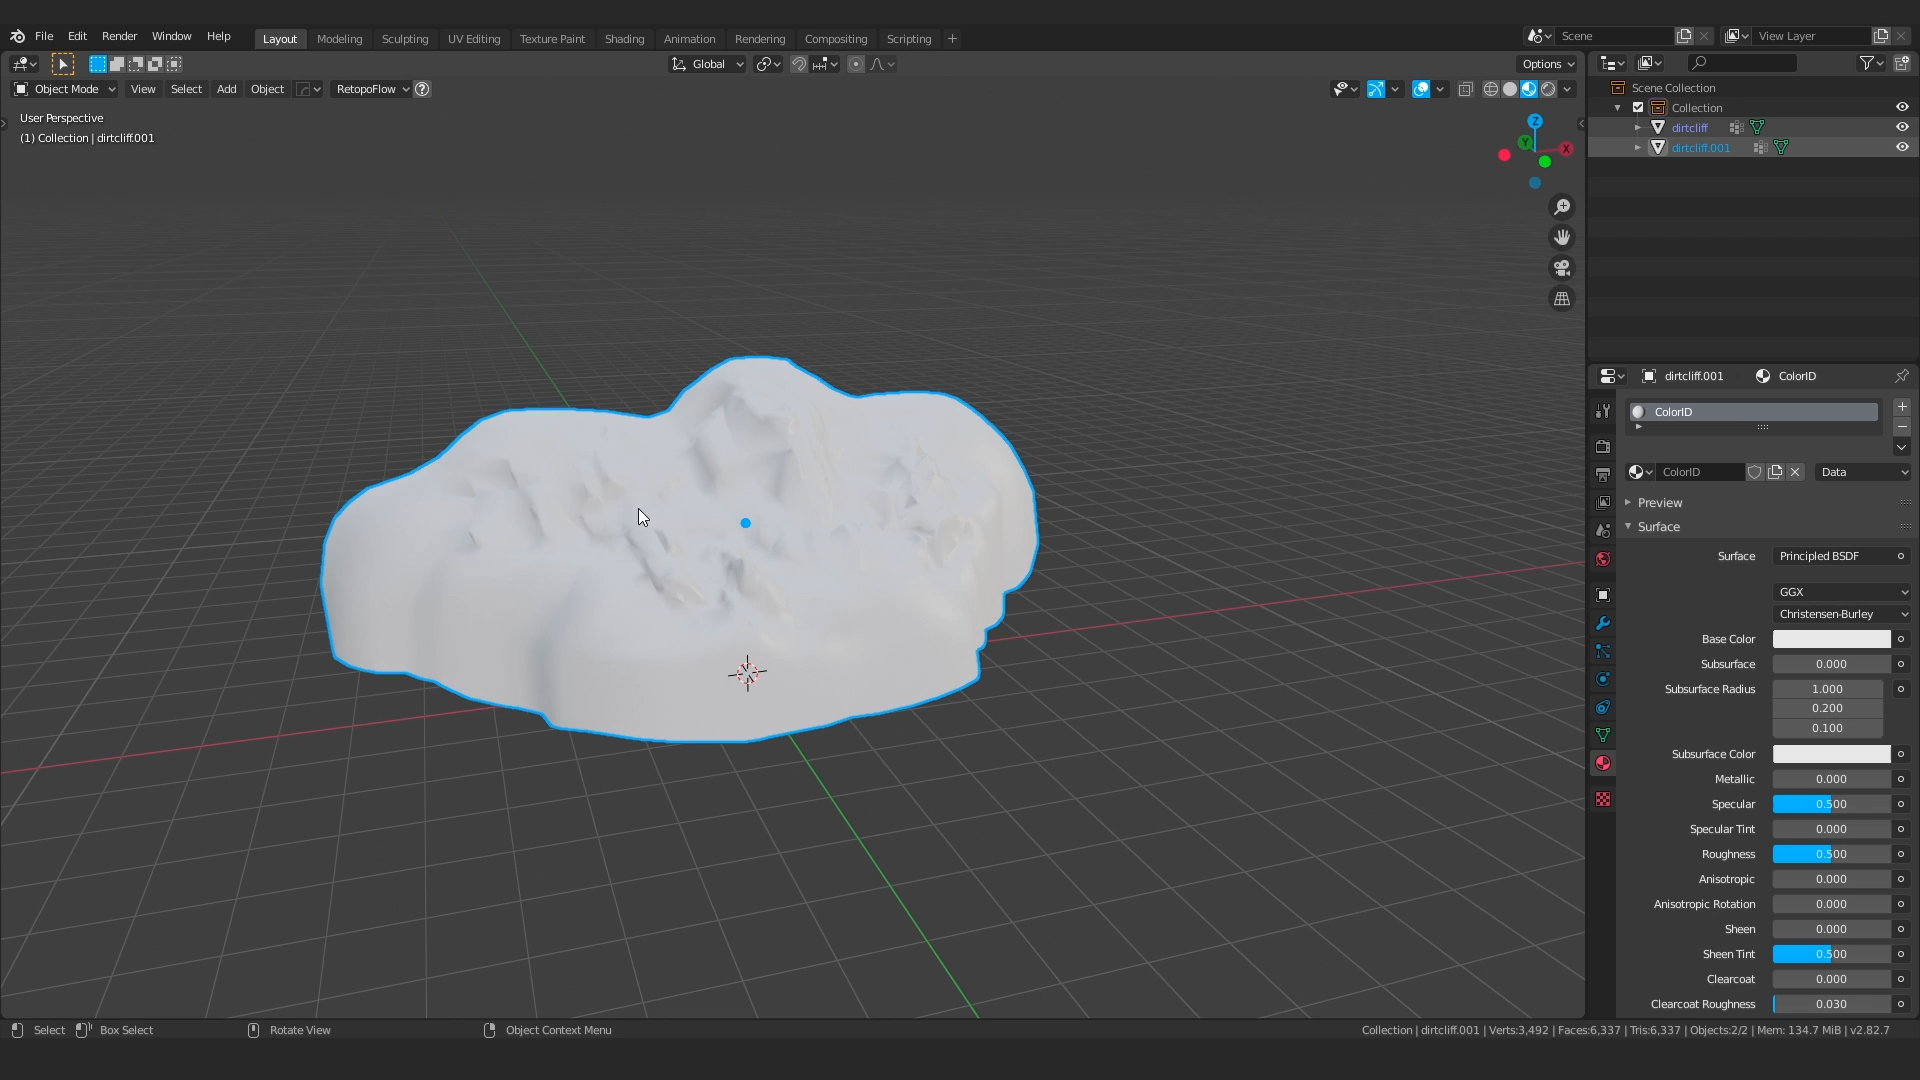 File Edit Render Window Help Layout Modeling Sculpting UV Editing Texture Paint Shading Animation Rendering Compositing Scripting + Scene View Layer
Global Options
Object Mode View Select Add Object RetopoFlow ?
User Perspective
(1) Collection | dirtcliff.001
Z
Y
X
Scene Collection
Collection
dirtcliff
dirtcliff.001
dirtcliff.001 ColorID
ColorID
ColorID Data
Preview
Surface
Surface Principled BSDF
GGX
Christensen-Burley
Base Color
Subsurface 0.000
Subsurface Radius 1.000
0.200
0.100
Subsurface Color
Metallic 0.000
Specular 0.500
Specular Tint 0.000
Roughness 0.500
Anisotropic 0.000
Anisotropic Rotation 0.000
Sheen 0.000
Sheen Tint 0.500
Clearcoat 0.000
Clearcoat Roughness 0.030
Select Box Select Rotate View Object Context Menu Collection | dirtcliff.001 | Verts:3,492 | Faces:6,337 | Tris:6,337 | Objects:2/2 | Mem: 134.7 MiB | v2.82.7